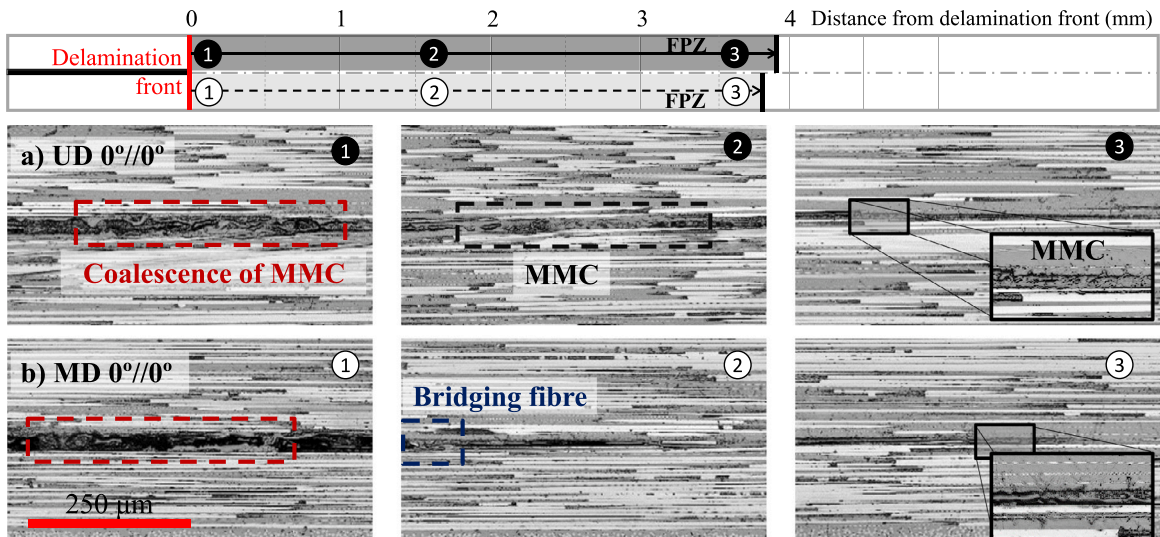 0 1 2 3 4 Distance from delamination front (mm)
Delamination
front
1 2 FPZ 3
1 2 FPZ 3
a) UD 0º//0º 1
Coalescence of MMC
2
MMC
3
MMC
b) MD 0º//0º 1
250 µm
2
Bridging fibre
3